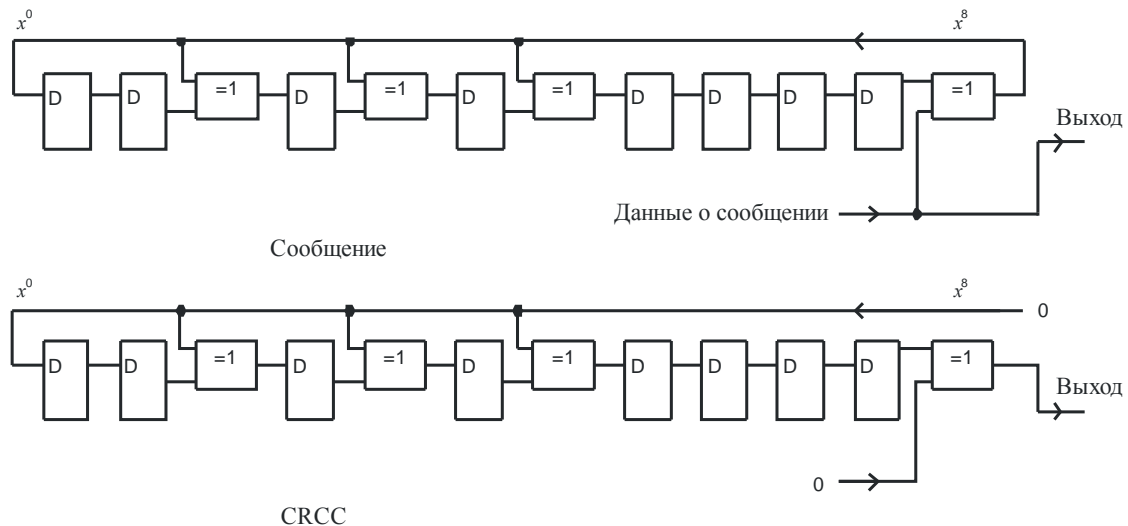 x⁰ x⁸
D D =1 D =1 D =1 D D D D =1
Выход
Данные о сообщении
Сообщение
x⁰ x⁸ 0
D D =1 D =1 D =1 D D D D =1
Выход
0
CRCC